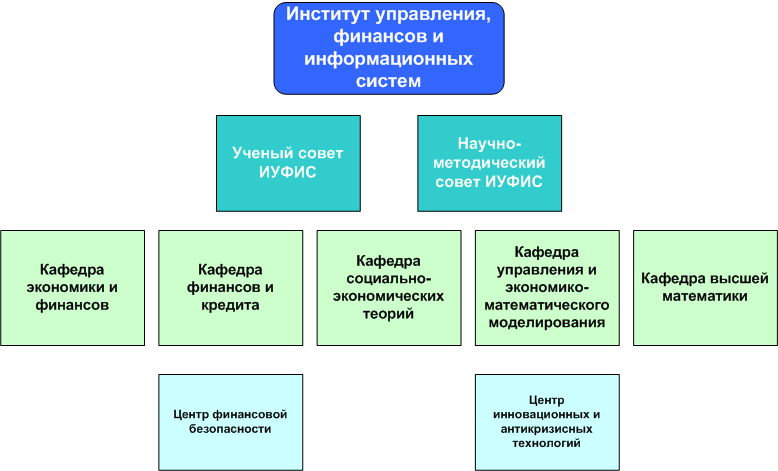 Институт управления,
финансов и
информационных
систем
Ученый совет
ИУФИС
Научно-
методический
совет ИУФИС
Кафедра
экономики и
финансов
Кафедра
финансов и
кредита
Кафедра
социально-
экономических
теорий
Кафедра
управления и
экономико-
математического
моделирования
Кафедра высшей
математики
Центр финансовой
безопасности
Центр
инновационных и
антикризисных
технологий